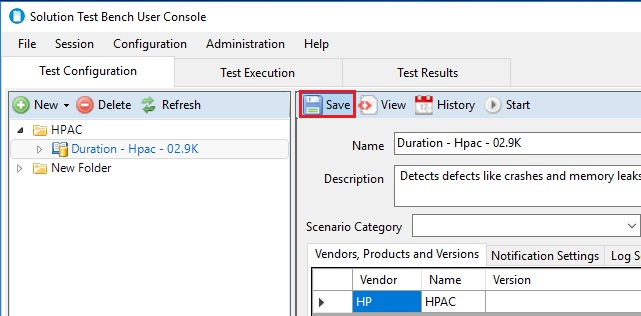 Solution Test Bench User Console
File Session Configuration Administration Help
Test Configuration Test Execution Test Results
New Delete Refresh Save View History Start
HPAC
Duration - Hpac - 02.9K
New Folder
Name Duration - Hpac - 02.9K
Description Detects defects like crashes and memory leaks
Scenario Category
Vendors, Products and Versions Notification Settings Log S
Vendor Name Version
HP HPAC